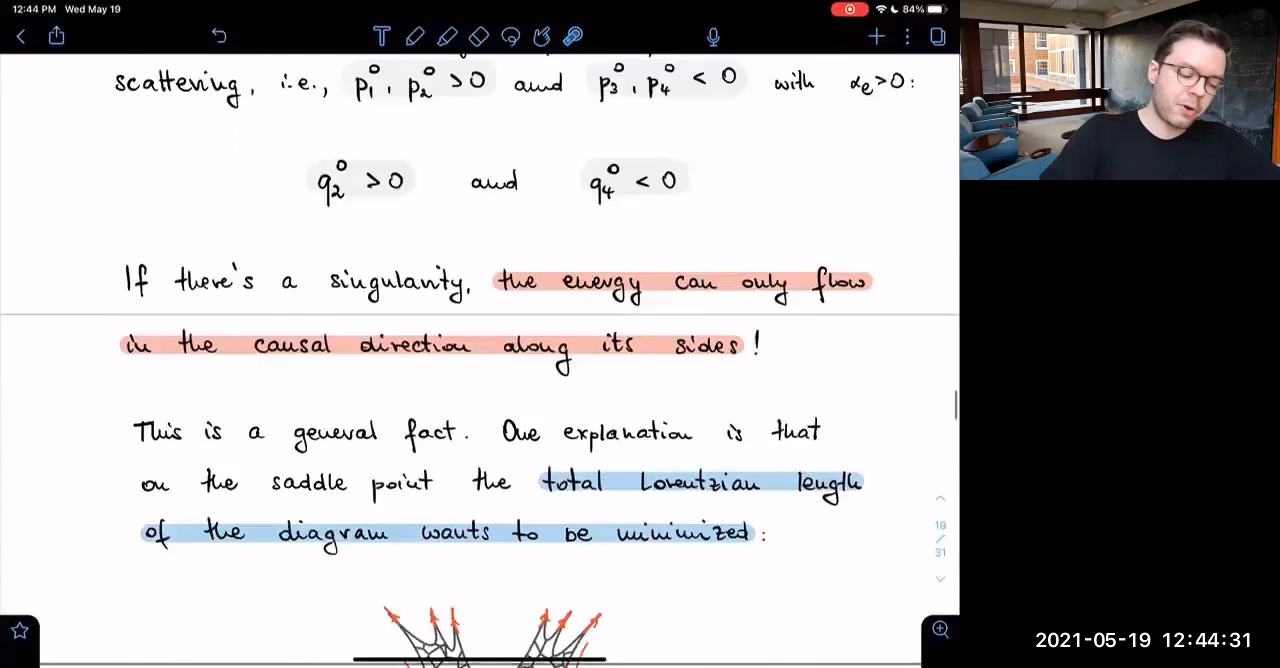 12:44 PM Wed May 19
84%
scattering, i.e., p₁⁰, p₂⁰ > 0 and p₃⁰, p₄⁰ < 0 with αₑ > 0:
q₂⁰ > 0 and q₄⁰ < 0
If there's a singularity, the energy can only flow
in the causal direction along its sides!
This is a general fact. One explanation is that
on the saddle point the total Lorentzian length
of the diagram wants to be minimized:
19
/
31
2021-05-19 12:44:31